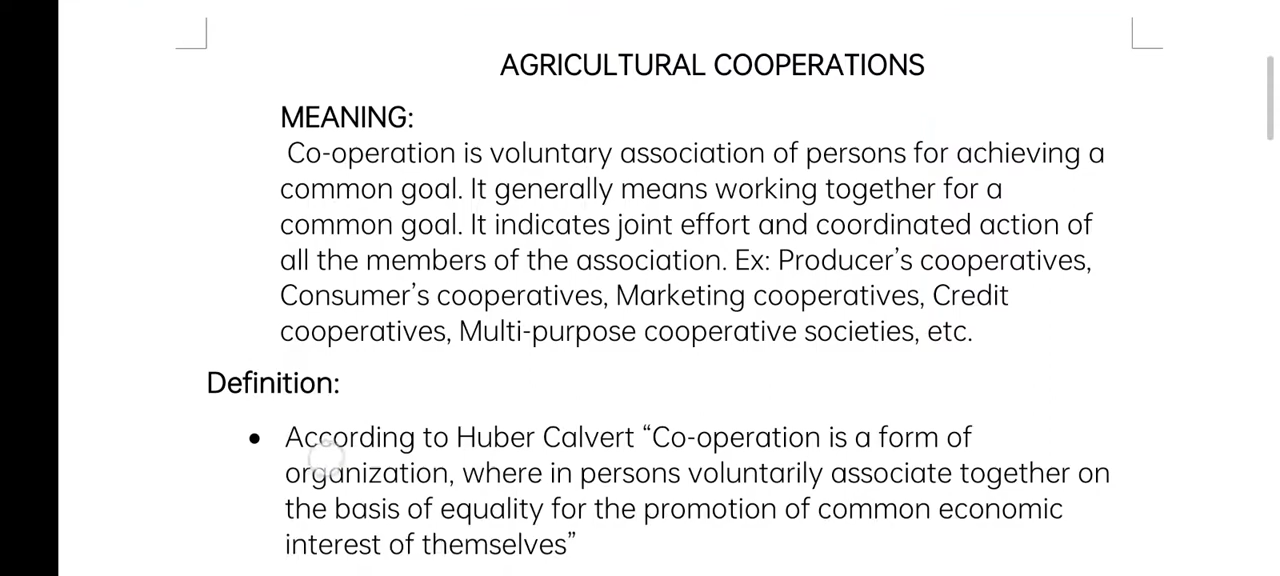 AGRICULTURAL COOPERATIONS
MEANING:
Co-operation is voluntary association of persons for achieving a
common goal. It generally means working together for a
common goal. It indicates joint effort and coordinated action of
all the members of the association. Ex: Producer’s cooperatives,
Consumer’s cooperatives, Marketing cooperatives, Credit
cooperatives, Multi-purpose cooperative societies, etc.
Definition:
• According to Huber Calvert “Co-operation is a form of
organization, where in persons voluntarily associate together on
the basis of equality for the promotion of common economic
interest of themselves”